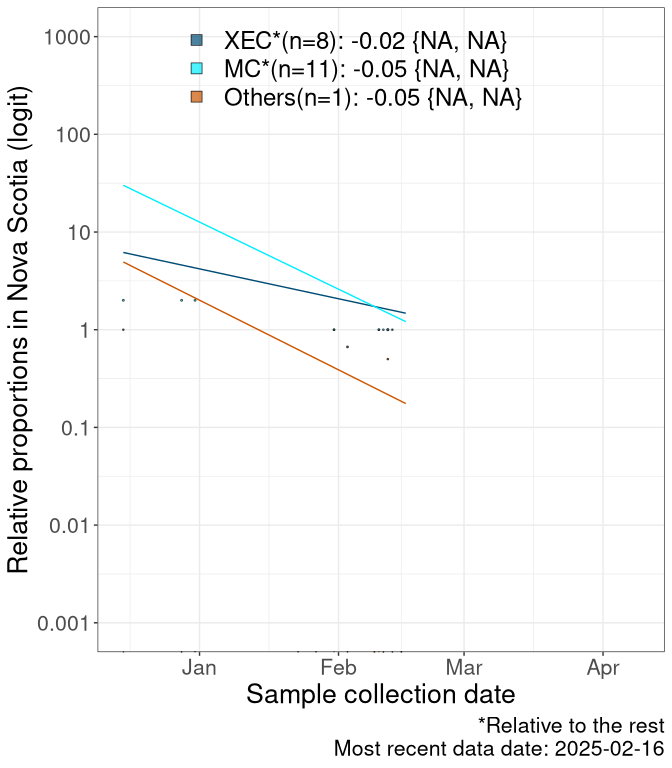 XEC*(n=8): -0.02 {NA, NA}
MC*(n=11): -0.05 {NA, NA}
Others(n=1): -0.05 {NA, NA}
Relative proportions in Nova Scotia (logit)
1000
100
10
1
0.1
0.01
0.001
Jan Feb Mar Apr
Sample collection date
*Relative to the rest
Most recent data date: 2025-02-16